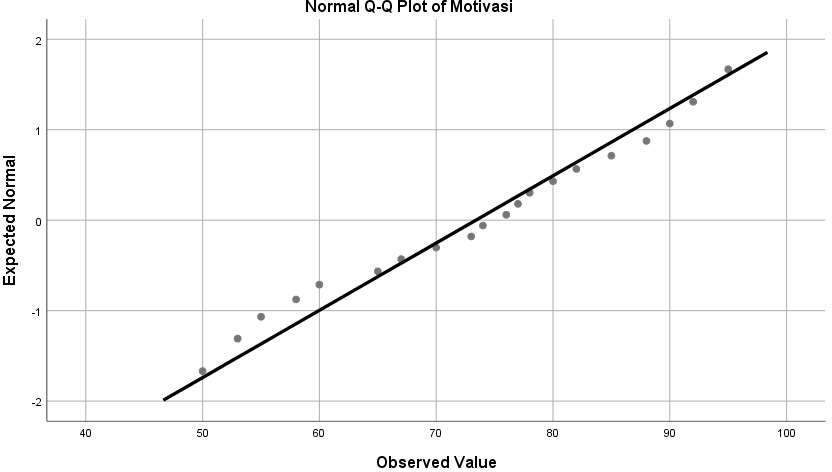 Normal Q-Q Plot of Motivasi
2
1
0
-1
-2
Expected Normal
40 50 60 70 80 90 100
Observed Value